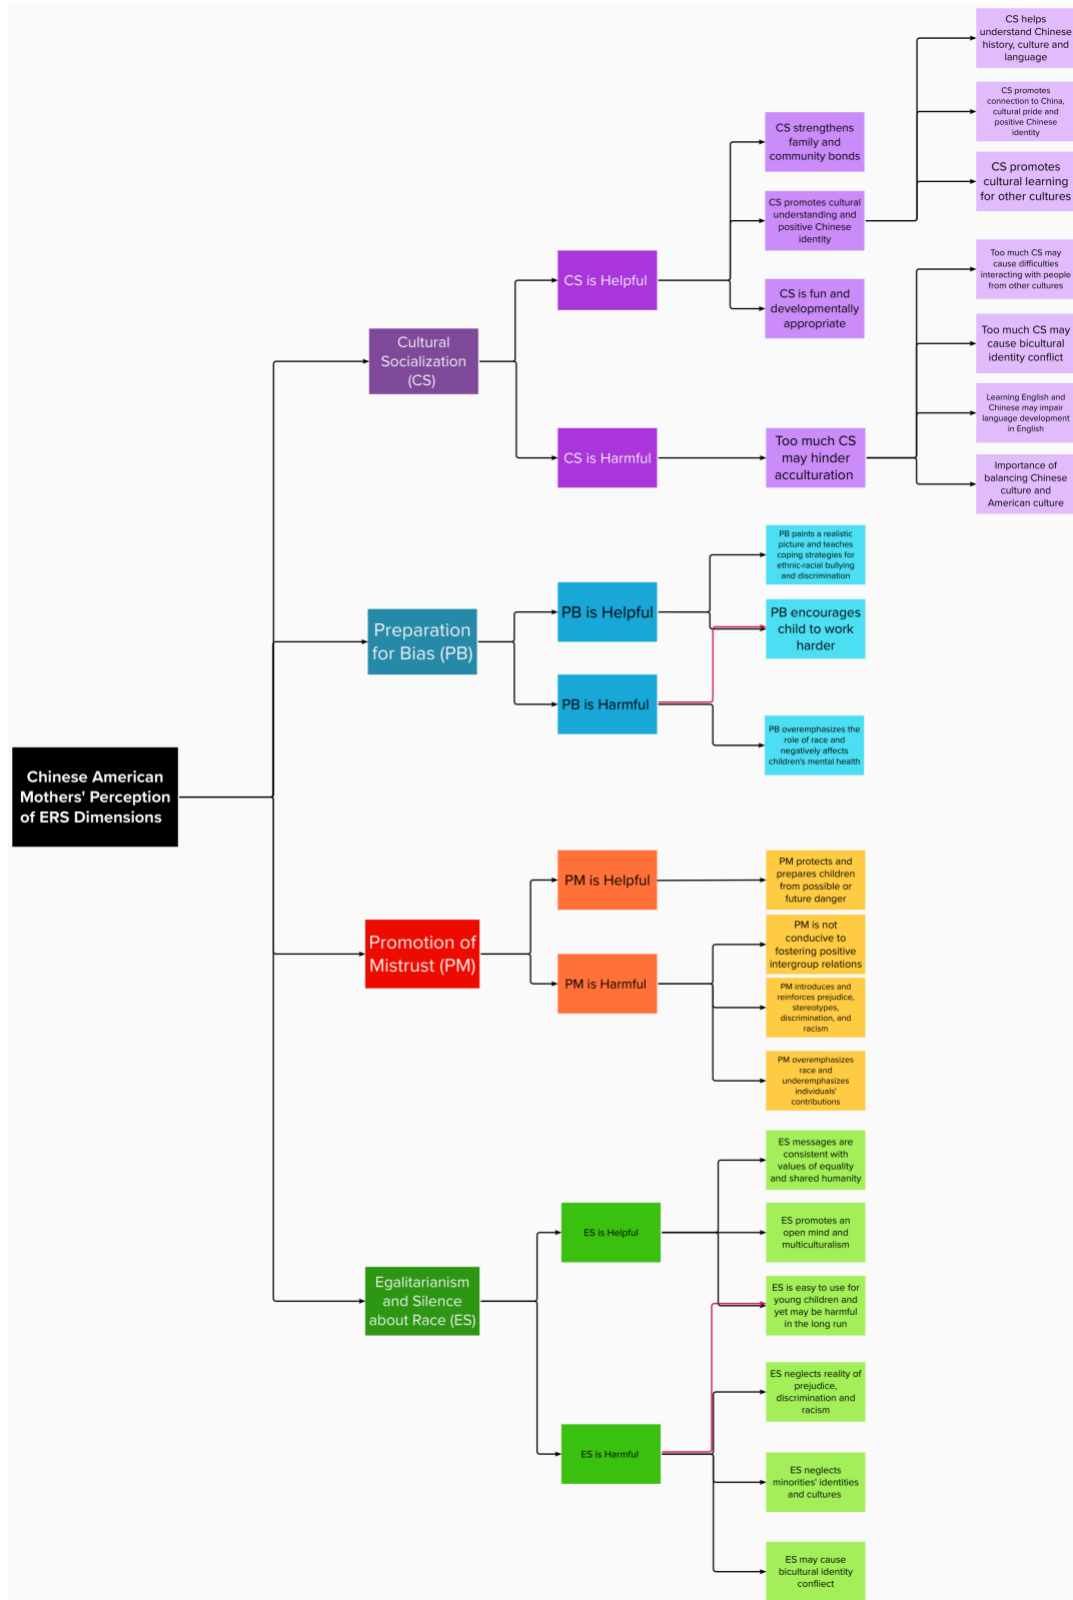 Chinese American
Mothers' Perception
of ERS Dimensions
Cultural
Socialization
(CS)
CS is Helpful
CS strengthens
family and
community bonds
CS promotes cultural
understanding and
positive Chinese
identity
CS helps
understand Chinese
history, culture and
language
CS promotes
connection to China,
cultural pride and
positive Chinese
identity
CS promotes
cultural learning
for other cultures
CS is fun and
developmentally
appropriate
CS is Harmful
Too much CS
may hinder
acculturation
Too much CS may
cause difficulties
interacting with people
from other cultures
Too much CS may
cause bicultural
identity conflict
Learning English and
Chinese may impair
language development
in English
Importance of
balancing Chinese
culture and
American culture
Preparation
for Bias (PB)
PB is Helpful
PB paints a realistic
picture and teaches
coping strategies for
ethnic-racial bullying
and discrimination
PB encourages
child to work
harder
PB is Harmful
PB overemphasizes the
role of race and
negatively affects
children's mental health
Promotion of
Mistrust (PM)
PM is Helpful
PM protects and
prepares children
from possible or
future danger
PM is Harmful
PM is not
conducive to
fostering positive
intergroup relations
PM introduces and
reinforces prejudice,
stereotypes,
discrimination, and
racism
PM overemphasizes
race and
underemphasizes
individuals'
contributions
Egalitarianism
and Silence
about Race (ES)
ES is Helpful
ES messages are
consistent with
values of equality
and shared humanity
ES promotes an
open mind and
multiculturalism
ES is easy to use for
young children and
yet may be harmful
in the long run
ES is Harmful
ES neglects reality of
prejudice,
discrimination and
racism
ES neglects
minorities' identities
and cultures
ES may cause
bicultural identity
confliect